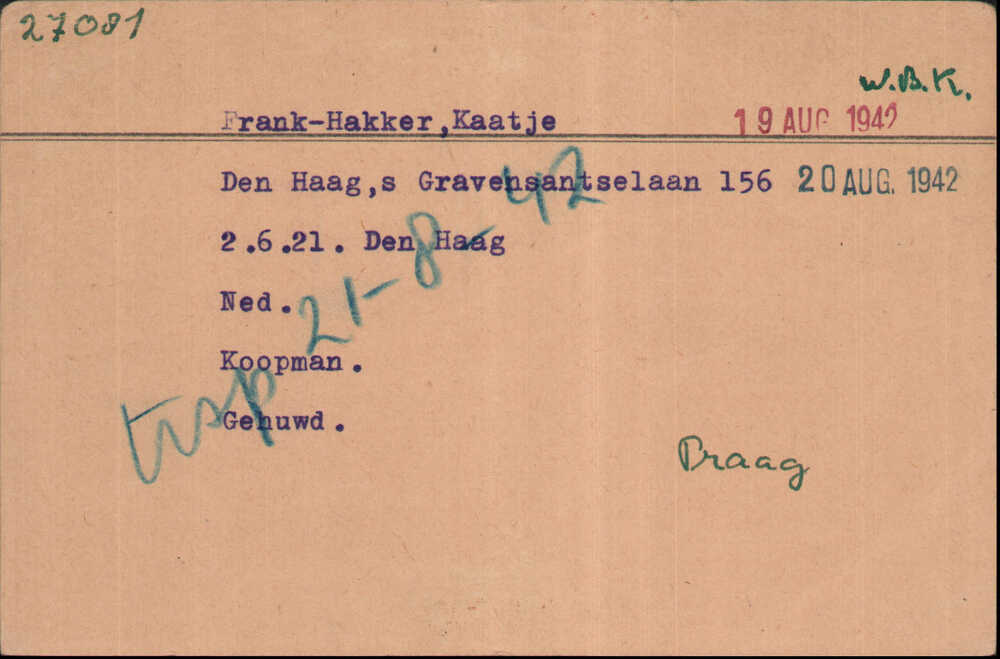 27081
W.B.K.
Frank-Hakker,Kaatje 19 AUG 1942
Den Haag,s Gravensantselaan 156 20 AUG. 1942
2.6.21. Den Haag
Ned.
Koopman.
Gehuwd.
trsp 21-8-42
Praag